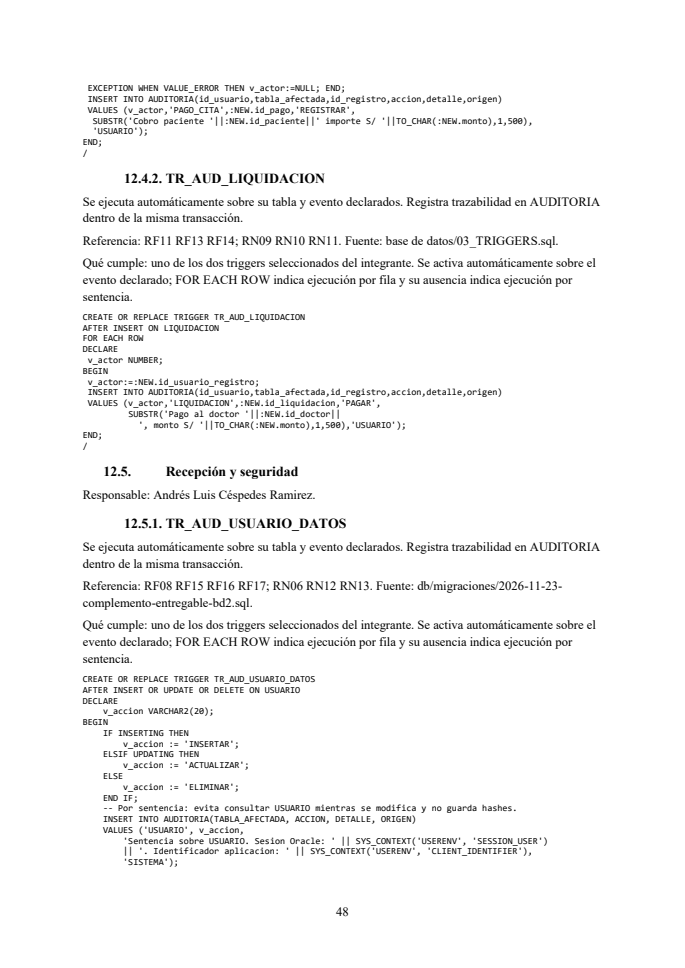 EXCEPTION WHEN VALUE_ERROR THEN v_actor:=NULL; END;
INSERT INTO AUDITORIA(id_usuario,tabla_afectada,id_registro,accion,detalle,origen)
VALUES (v_actor,'PAGO_CITA',:NEW.id_pago,'REGISTRAR',
SUBSTR('Cobro paciente '||:NEW.id_paciente||' importe S/ '||TO_CHAR(:NEW.monto),1,500),
'USUARIO');
END;
/
12.4.2. TR_AUD_LIQUIDACION
Se ejecuta automáticamente sobre su tabla y evento declarados. Registra trazabilidad en AUDITORIA
dentro de la misma transacción.
Referencia: RF11 RF13 RF14; RN09 RN10 RN11. Fuente: base de datos/03_TRIGGERS.sql.
Qué cumple: uno de los dos triggers seleccionados del integrante. Se activa automáticamente sobre el
evento declarado; FOR EACH ROW indica ejecución por fila y su ausencia indica ejecución por
sentencia.
CREATE OR REPLACE TRIGGER TR_AUD_LIQUIDACION
AFTER INSERT ON LIQUIDACION
FOR EACH ROW
DECLARE
v_actor NUMBER;
BEGIN
v_actor:=:NEW.id_usuario_registro;
INSERT INTO AUDITORIA(id_usuario,tabla_afectada,id_registro,accion,detalle,origen)
VALUES (v_actor,'LIQUIDACION',:NEW.id_liquidacion,'PAGAR',
SUBSTR('Pago al doctor '||:NEW.id_doctor||
', monto S/ '||TO_CHAR(:NEW.monto),1,500),'USUARIO');
END;
/
12.5. Recepción y seguridad
Responsable: Andrés Luis Céspedes Ramirez.
12.5.1. TR_AUD_USUARIO_DATOS
Se ejecuta automáticamente sobre su tabla y evento declarados. Registra trazabilidad en AUDITORIA
dentro de la misma transacción.
Referencia: RF08 RF15 RF16 RF17; RN06 RN12 RN13. Fuente: db/migraciones/2026-11-23-
complemento-entregable-bd2.sql.
Qué cumple: uno de los dos triggers seleccionados del integrante. Se activa automáticamente sobre el
evento declarado; FOR EACH ROW indica ejecución por fila y su ausencia indica ejecución por
sentencia.
CREATE OR REPLACE TRIGGER TR_AUD_USUARIO_DATOS
AFTER INSERT OR UPDATE OR DELETE ON USUARIO
DECLARE
v_accion VARCHAR2(20);
BEGIN
IF INSERTING THEN
v_accion := 'INSERTAR';
ELSIF UPDATING THEN
v_accion := 'ACTUALIZAR';
ELSE
v_accion := 'ELIMINAR';
END IF;
-- Por sentencia: evita consultar USUARIO mientras se modifica y no guarda hashes.
INSERT INTO AUDITORIA(TABLA_AFECTADA, ACCION, DETALLE, ORIGEN)
VALUES ('USUARIO', v_accion,
'Sentencia sobre USUARIO. Sesion Oracle: ' || SYS_CONTEXT('USERENV', 'SESSION_USER')
|| '. Identificador aplicacion: ' || SYS_CONTEXT('USERENV', 'CLIENT_IDENTIFIER'),
'SISTEMA');
48